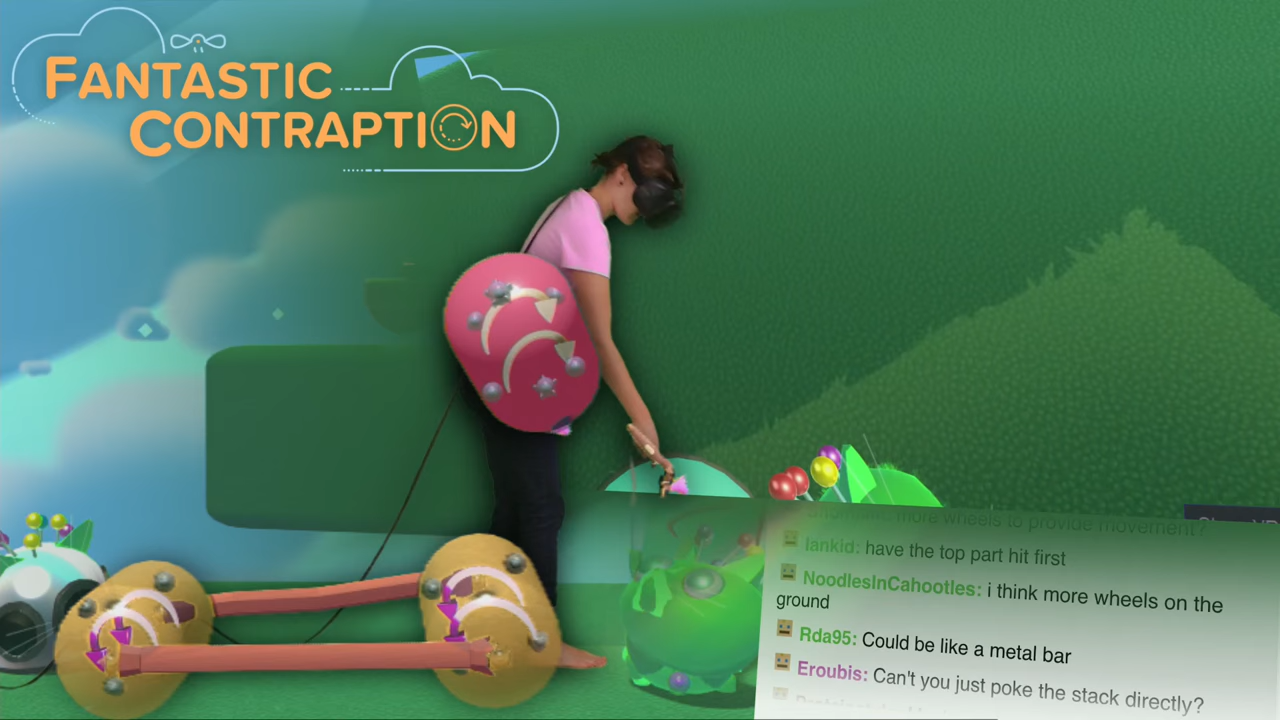 FANTASTIC
CONTRAPTION
more wheels to provide movement?
Iankid: have the top part hit first
NoodlesInCahootles: i think more wheels on the
ground
Rda95: Could be like a metal bar
Eroubis: Can't you just poke the stack directly?